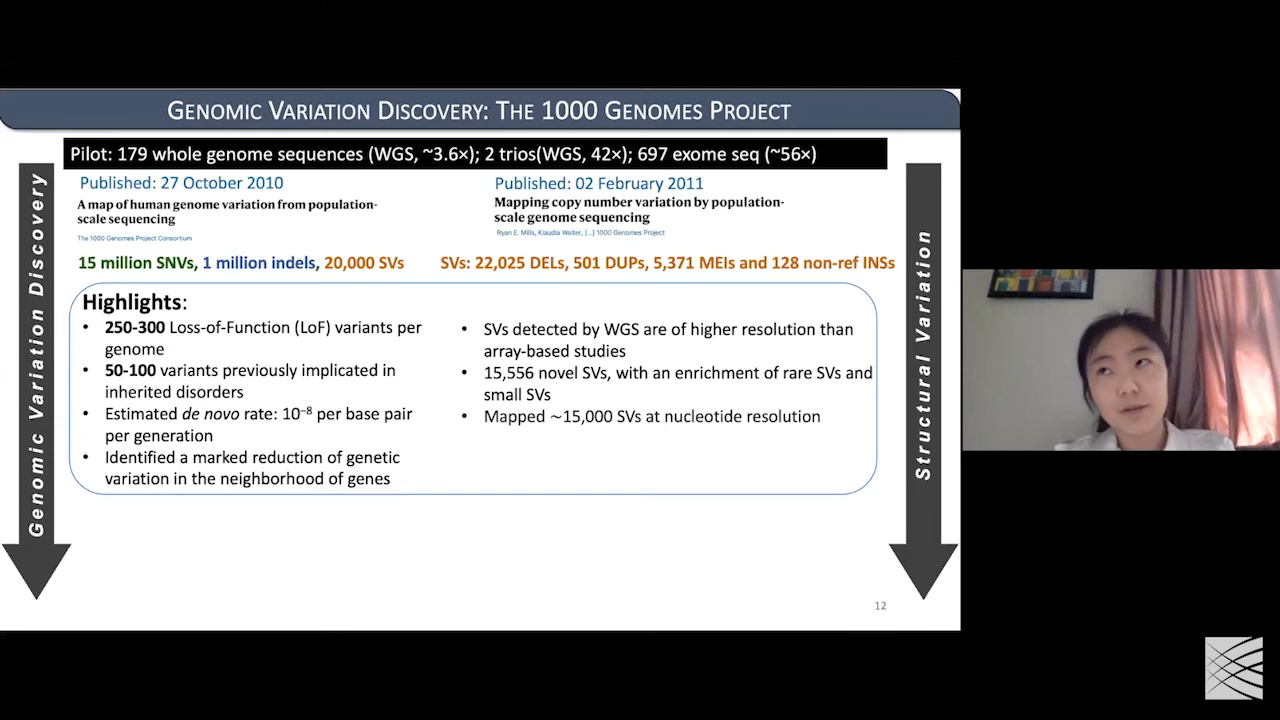 GENOMIC VARIATION DISCOVERY: THE 1000 GENOMES PROJECT
Pilot: 179 whole genome sequences (WGS, ~3.6×); 2 trios(WGS, 42×); 697 exome seq (~56×)
Genomic Variation Discovery
Published: 27 October 2010
A map of human genome variation from population-
scale sequencing
The 1000 Genomes Project Consortium
15 million SNVs, 1 million indels, 20,000 SVs
Published: 02 February 2011
Mapping copy number variation by population-
scale genome sequencing
Ryan E. Mills, Klaudia Walter, [...] 1000 Genomes Project
SVs: 22,025 DELs, 501 DUPs, 5,371 MEIs and 128 non-ref INSs
Highlights:
• 250-300 Loss-of-Function (LoF) variants per
genome
• 50-100 variants previously implicated in
inherited disorders
• Estimated de novo rate: 10⁻⁸ per base pair
per generation
• Identified a marked reduction of genetic
variation in the neighborhood of genes
• SVs detected by WGS are of higher resolution than
array-based studies
• 15,556 novel SVs, with an enrichment of rare SVs and
small SVs
• Mapped ~15,000 SVs at nucleotide resolution
Structural Variation
12